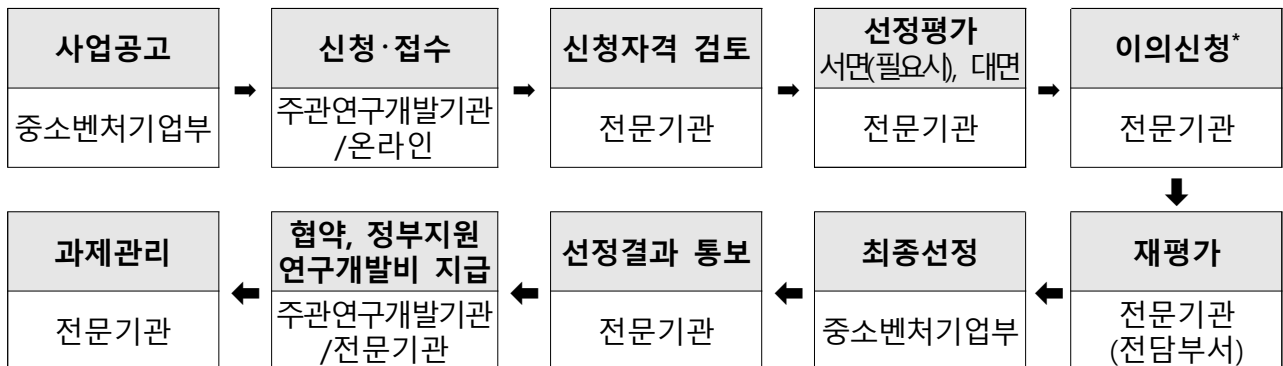 사업공고
중소벤처기업부
신청·접수
주관연구개발기관
/온라인
신청자격 검토
전문기관
선정평가
서면(필요시), 대면
전문기관
이의신청*
전문기관
재평가
전문기관
(전담부서)
최종선정
중소벤처기업부
선정결과 통보
전문기관
협약, 정부지원
연구개발비 지급
주관연구개발기관
/전문기관
과제관리
전문기관